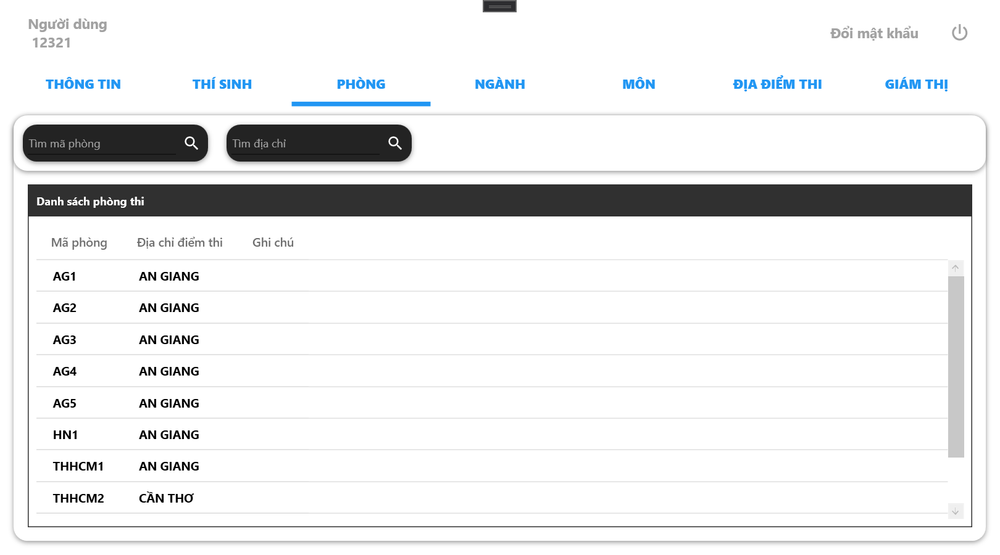 Người dùng
12321
Đổi mật khẩu
THÔNG TIN THÍ SINH PHÒNG NGÀNH MÔN ĐỊA ĐIỂM THI GIÁM THỊ
Tìm mã phòng Tìm địa chỉ
Danh sách phòng thi
Mã phòng Địa chỉ điểm thi Ghi chú
AG1 AN GIANG
AG2 AN GIANG
AG3 AN GIANG
AG4 AN GIANG
AG5 AN GIANG
HN1 AN GIANG
THHCM1 AN GIANG
THHCM2 CẦN THƠ